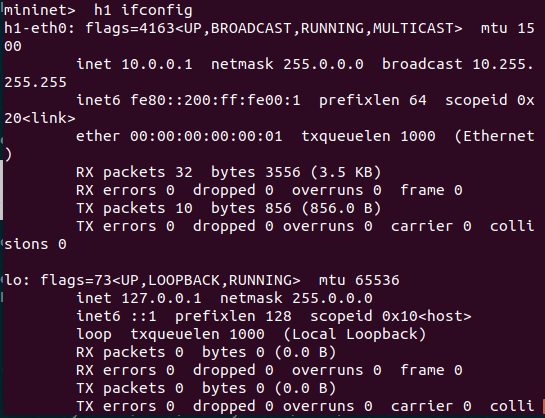 mininet>  h1 ifconfig
h1-eth0: flags=4163<UP,BROADCAST,RUNNING,MULTICAST>  mtu 15
00
        inet 10.0.0.1  netmask 255.0.0.0  broadcast 10.255.
255.255
        inet6 fe80::200:ff:fe00:1  prefixlen 64  scopeid 0x
20<link>
        ether 00:00:00:00:00:01  txqueuelen 1000  (Ethernet
)
        RX packets 32  bytes 3556 (3.5 KB)
        RX errors 0  dropped 0  overruns 0  frame 0
        TX packets 10  bytes 856 (856.0 B)
        TX errors 0  dropped 0 overruns 0  carrier 0  colli
sions 0

lo: flags=73<UP,LOOPBACK,RUNNING>  mtu 65536
        inet 127.0.0.1  netmask 255.0.0.0
        inet6 ::1  prefixlen 128  scopeid 0x10<host>
        loop  txqueuelen 1000  (Local Loopback)
        RX packets 0  bytes 0 (0.0 B)
        RX errors 0  dropped 0  overruns 0  frame 0
        TX packets 0  bytes 0 (0.0 B)
        TX errors 0  dropped 0 overruns 0  carrier 0  colli